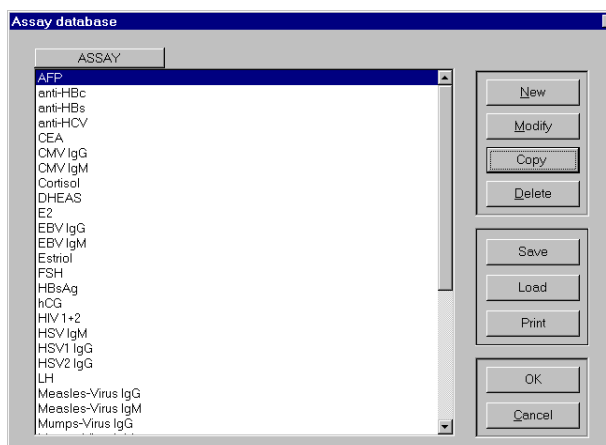 Assay database
ASSAY
AFP
anti-HBc
anti-HBs
anti-HCV
CEA
CMV IgG
CMV IgM
Cortisol
DHEAS
E2
EBV IgG
EBV IgM
Estriol
FSH
HBsAg
hCG
HIV 1+2
HSV IgM
HSV1 IgG
HSV2 IgG
LH
Measles-Virus IgG
Measles-Virus IgM
Mumps-Virus IgG
New
Modify
Copy
Delete
Save
Load
Print
OK
Cancel